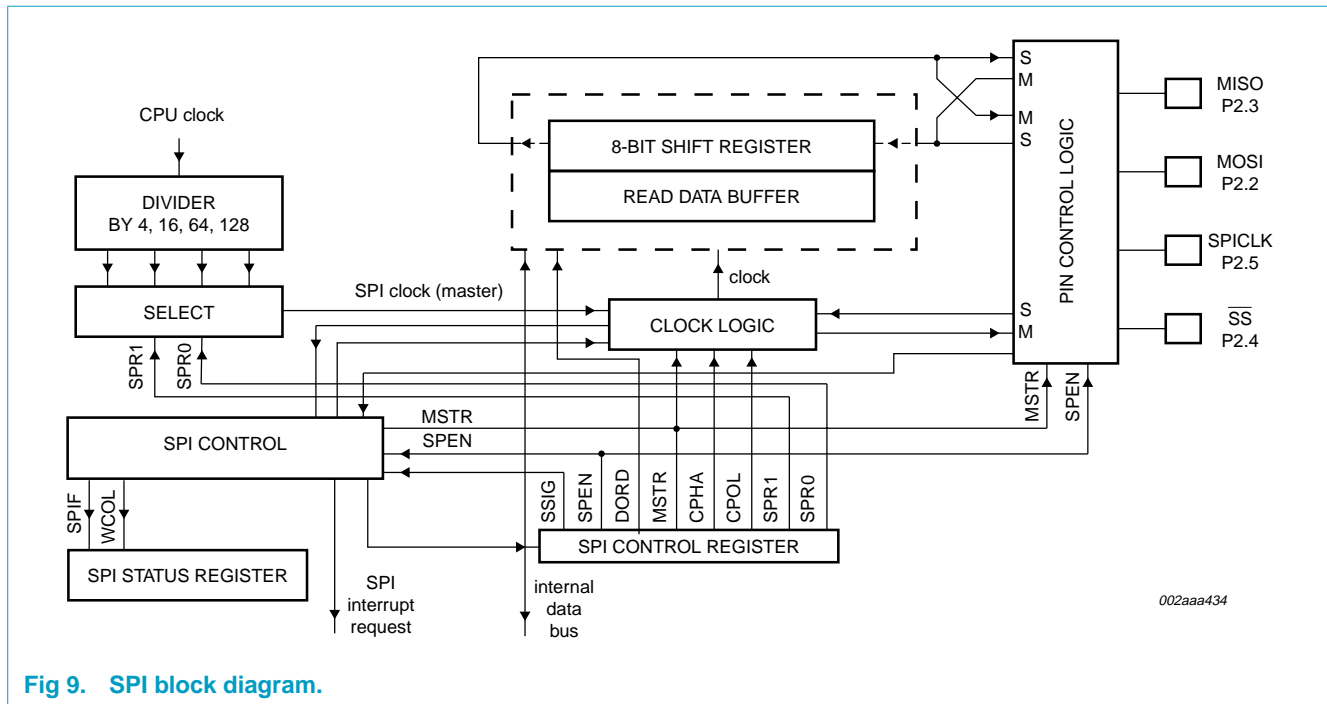 CPU clock
DIVIDER
BY 4, 16, 64, 128
SELECT
SPR1
SPR0
SPI clock (master)
8-BIT SHIFT REGISTER
READ DATA BUFFER
clock
CLOCK LOGIC
S
M
M
S
S
M
PIN CONTROL LOGIC
MISO
P2.3
MOSI
P2.2
SPICLK
P2.5
SS
P2.4
MSTR
SPEN
SPI CONTROL
MSTR
SPEN
SPIF
WCOL
SPI STATUS REGISTER
SPI
interrupt
request
SSIG
SPEN
DORD
MSTR
CPHA
CPOL
SPR1
SPR0
SPI CONTROL REGISTER
internal
data
bus
002aaa434
Fig 9. SPI block diagram.